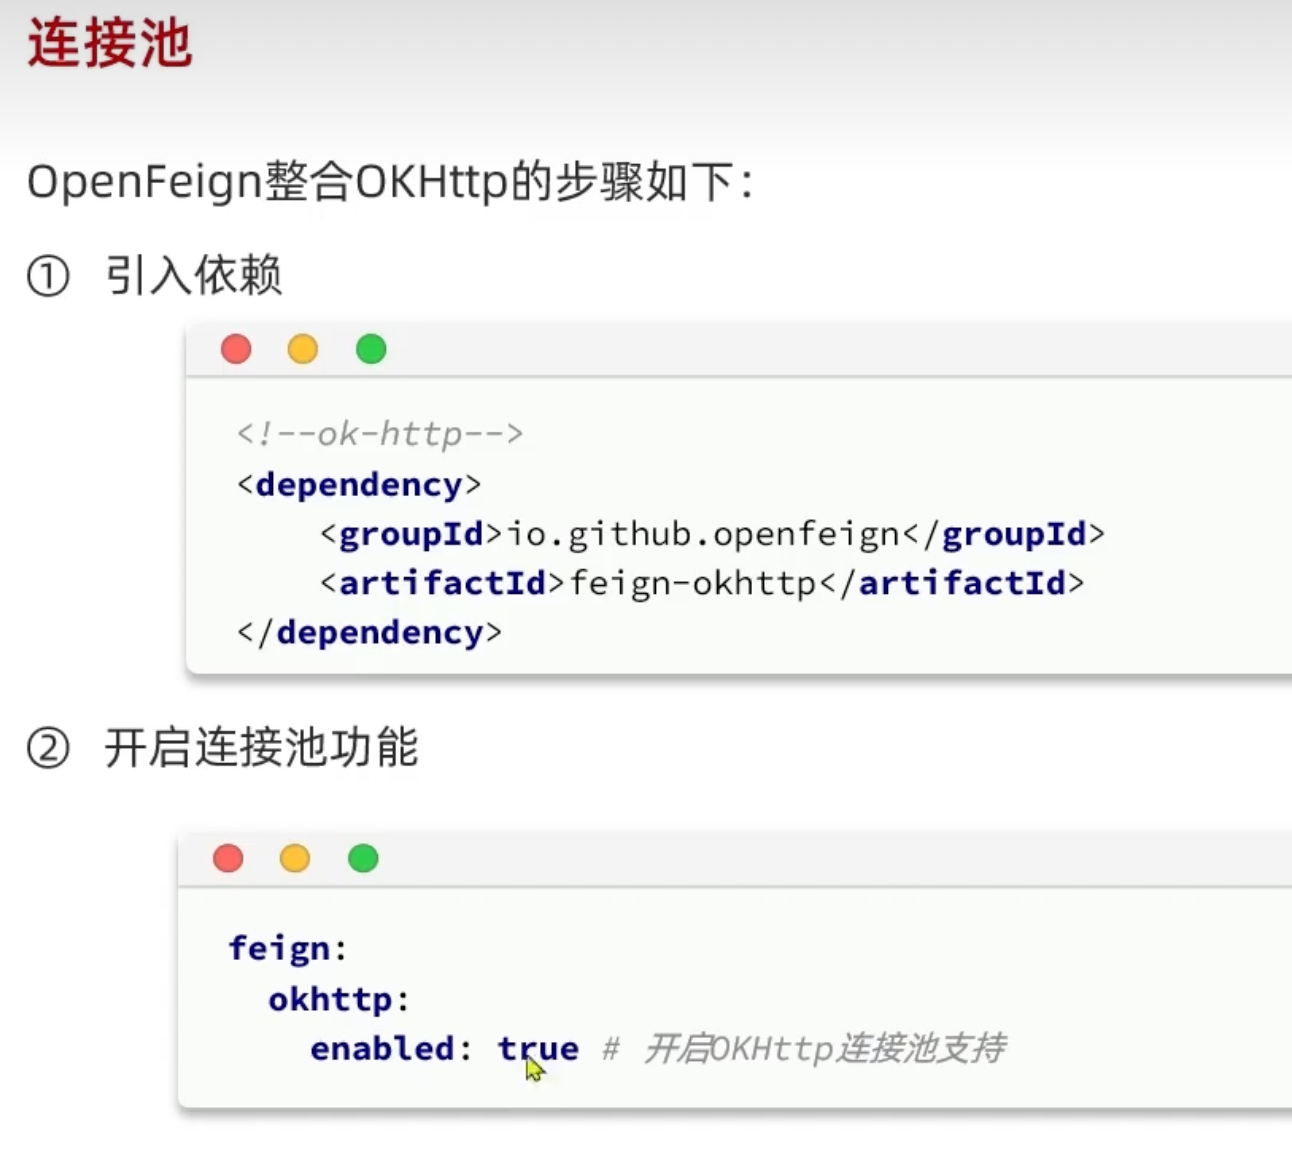 连接池
OpenFeign整合OKHttp的步骤如下：
① 引入依赖
<!--ok-http-->
<dependency>
    <groupId>io.github.openfeign</groupId>
    <artifactId>feign-okhttp</artifactId>
</dependency>
② 开启连接池功能
feign:
  okhttp:
    enabled: true # 开启OKHttp连接池支持